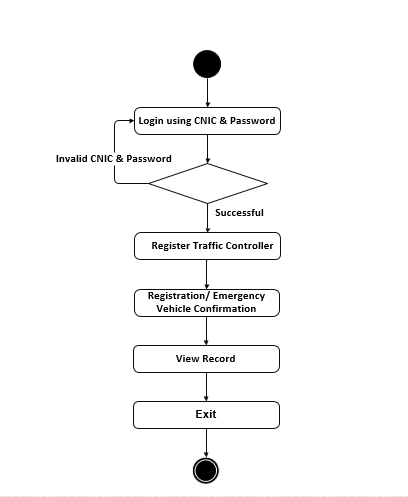 Login using CNIC & Password
Invalid CNIC & Password
Successful
Register Traffic Controller
Registration/ Emergency
Vehicle Confirmation
View Record
Exit